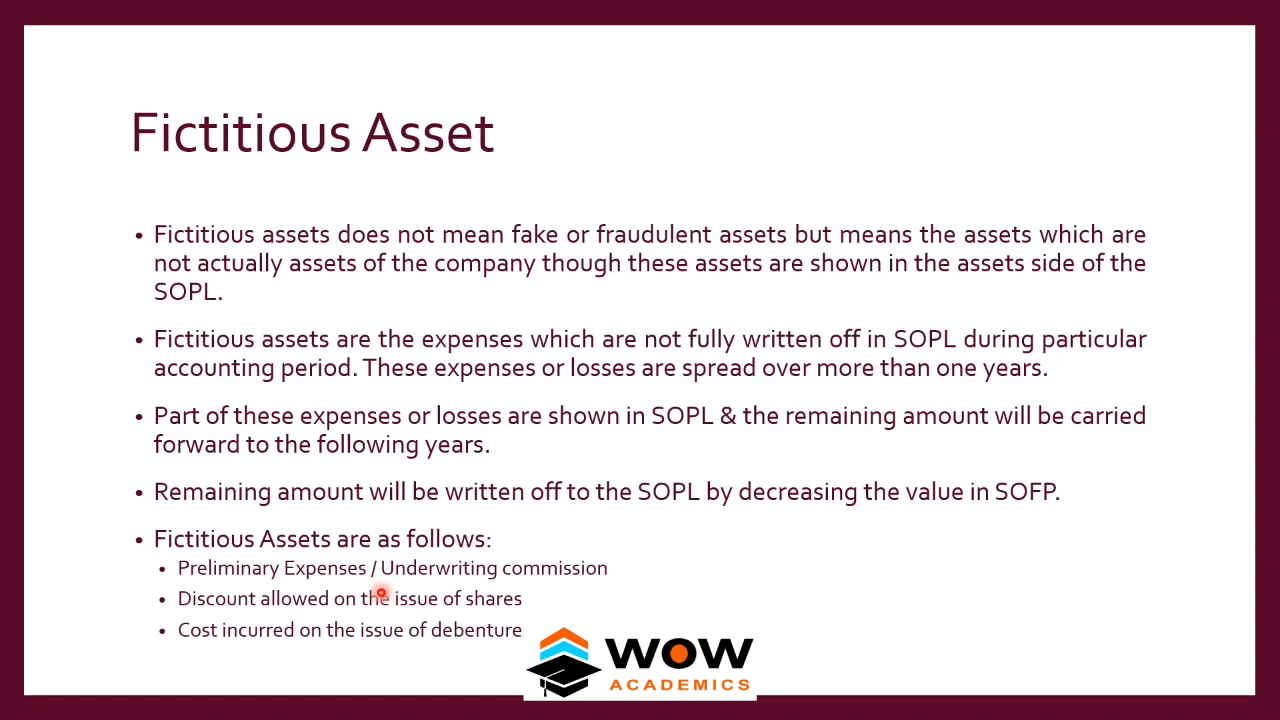 Fictitious Asset
• Fictitious assets does not mean fake or fraudulent assets but means the assets which are
not actually assets of the company though these assets are shown in the assets side of the
SOPL.
• Fictitious assets are the expenses which are not fully written off in SOPL during particular
accounting period. These expenses or losses are spread over more than one years.
• Part of these expenses or losses are shown in SOPL & the remaining amount will be carried
forward to the following years.
• Remaining amount will be written off to the SOPL by decreasing the value in SOFP.
• Fictitious Assets are as follows:
• Preliminary Expenses / Underwriting commission
• Discount allowed on the issue of shares
• Cost incurred on the issue of debenture
WOW
ACADEMICS